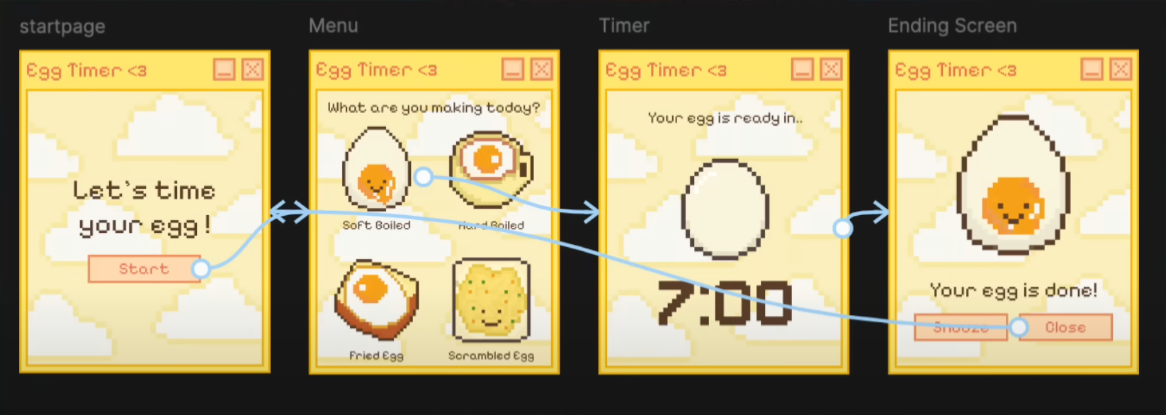 startpage
Egg Timer <3
Let's time
your egg!
Start
Menu
Egg Timer <3
What are you making today?
Soft Boiled
Hard Boiled
Fried Egg
Scrambled Egg
Timer
Egg Timer <3
Your egg is ready in..
7:00
Ending Screen
Egg Timer <3
Your egg is done!
Snooze
Close